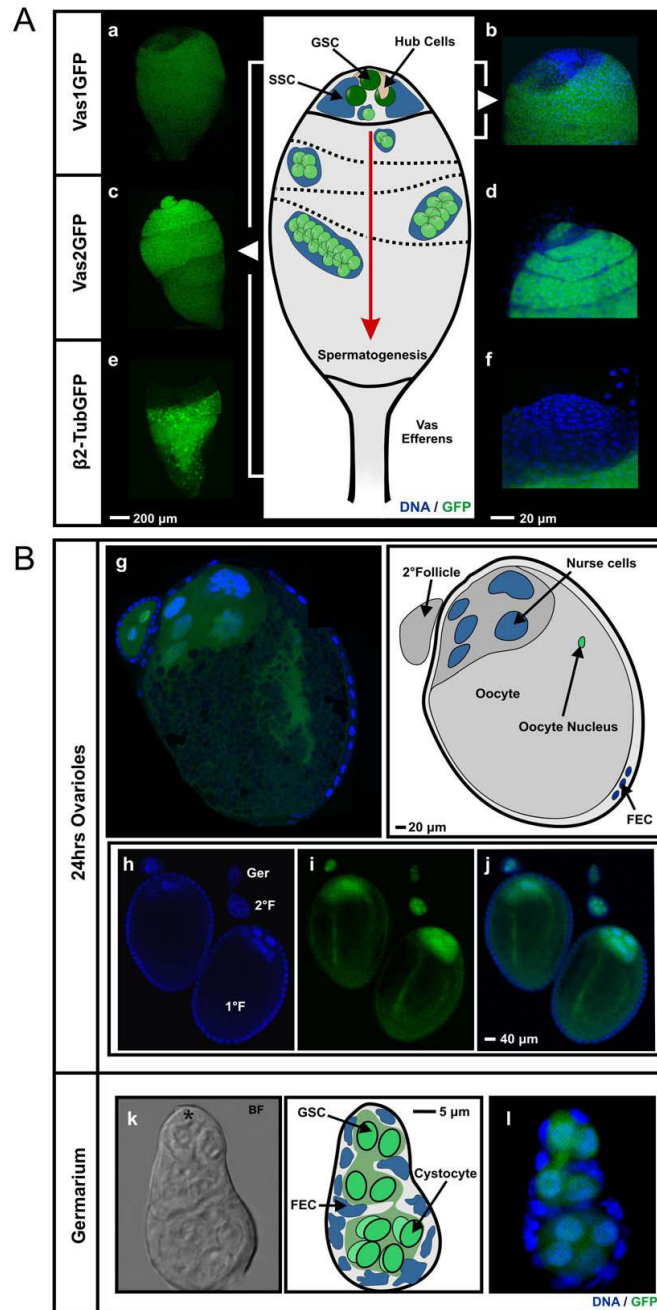 A
Vas1GFP
a
GSC
Hub Cells
SSC
b
Vas2GFP
c
d
β2-TubGFP
e
Spermatogenesis
f
Vas
Efferens
200 µm
DNA / GFP
20 µm
B
24hrs Ovarioles
g
2°Follicle
Nurse cells
Oocyte
Oocyte Nucleus
20 µm
FEC
h
Ger
2°F
1°F
i
j
40 µm
Germarium
k
*
BF
GSC
5 µm
Cystocyte
FEC
l
DNA / GFP